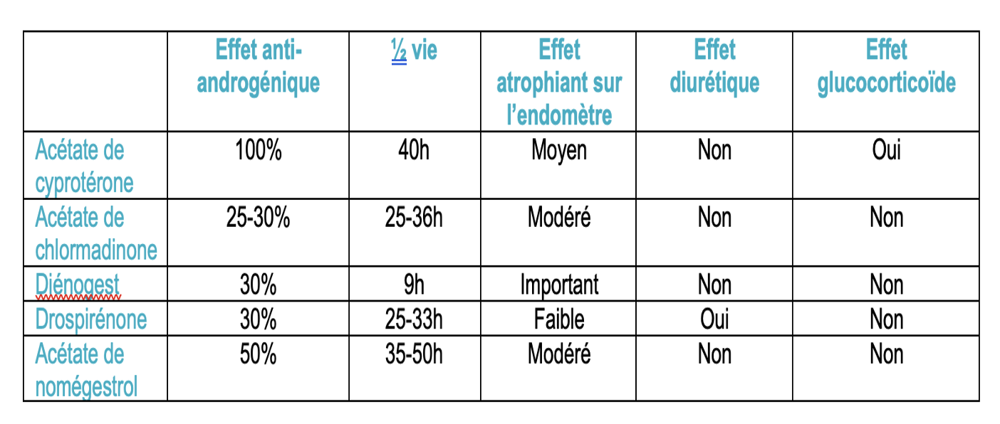 Effet anti-androgénique ½ vie Effet atrophiant sur l’endomètre Effet diurétique Effet glucocorticoïde
Acétate de cyprotérone 100% 40h Moyen Non Oui
Acétate de chlormadinone 25-30% 25-36h Modéré Non Non
Diénogest 30% 9h Important Non Non
Drospirénone 30% 25-33h Faible Oui Non
Acétate de nomégestrol 50% 35-50h Modéré Non Non